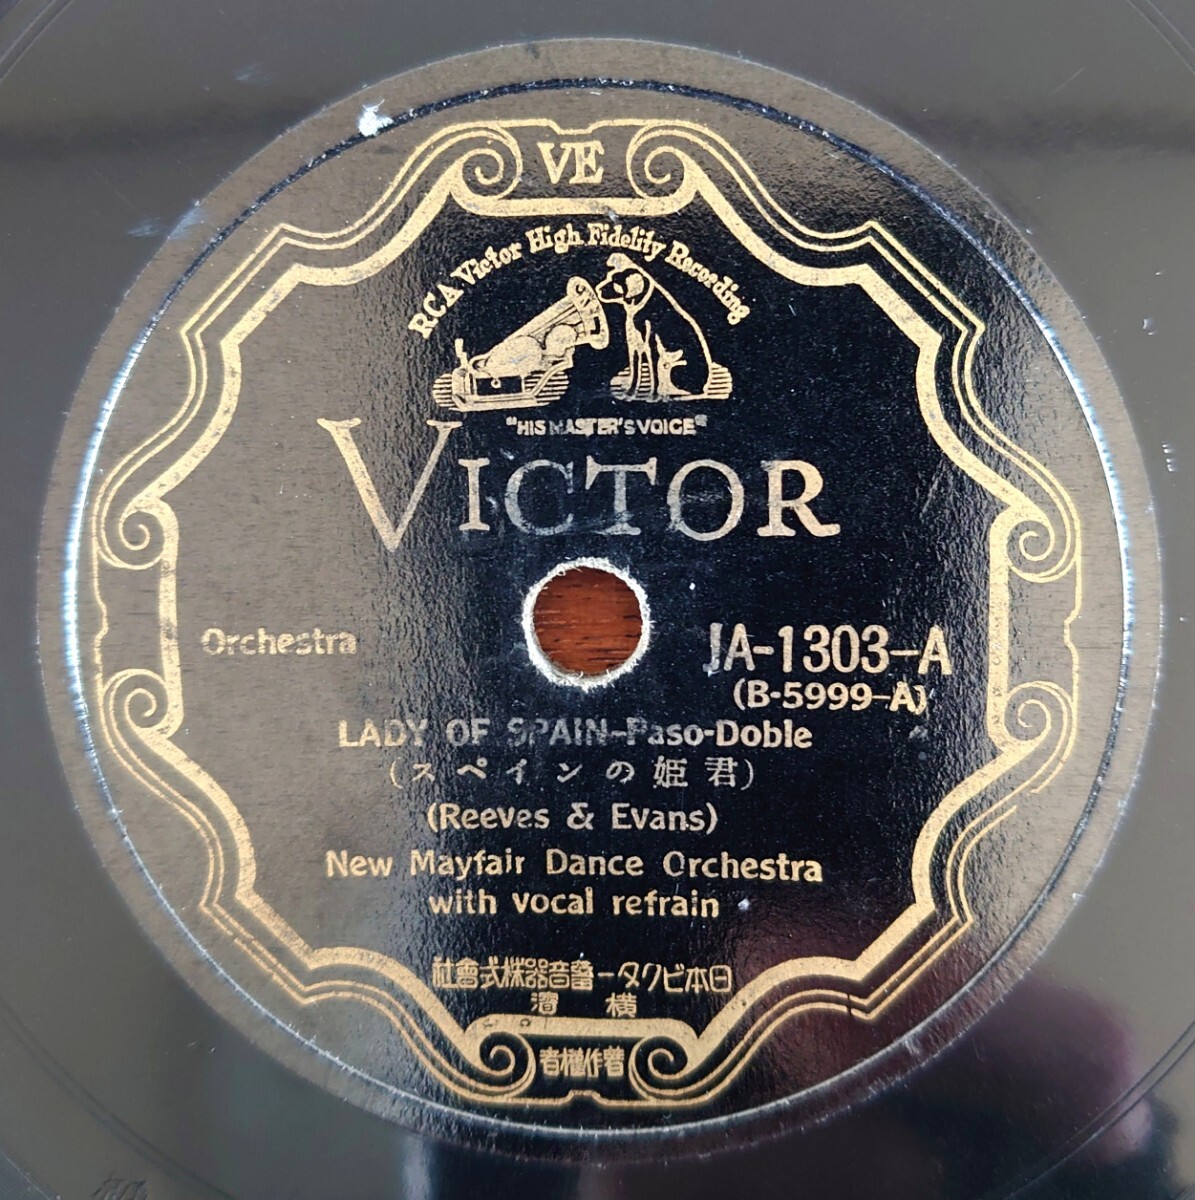 VE
RCA Victor High Fidelity Recording
"HIS MASTER'S VOICE"
VICTOR
Orchestra
JA-1303-A
(B-5999-A)
LADY OF SPAIN-Paso-Doble
(スペインの姫君)
(Reeves & Evans)
New Mayfair Dance Orchestra
with vocal refrain
社會式株器音蓄ータクビ本日
濱橫
者權作著